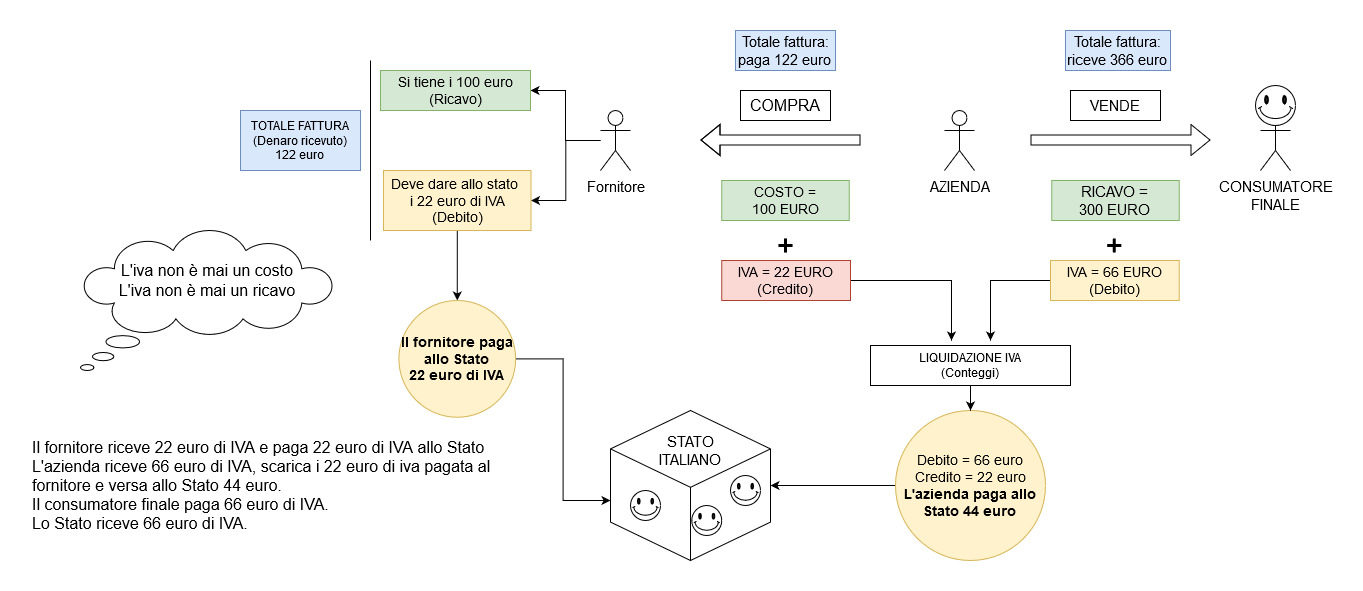 Totale fattura:
paga 122 euro
Totale fattura:
riceve 366 euro
Si tiene i 100 euro
(Ricavo)
COMPRA
VENDE
TOTALE FATTURA
(Denaro ricevuto)
122 euro
Deve dare allo stato
i 22 euro di IVA
(Debito)
Fornitore
AZIENDA
CONSUMATORE
FINALE
COSTO =
100 EURO
RICAVO =
300 EURO
+
+
IVA = 22 EURO
(Credito)
IVA = 66 EURO
(Debito)
L'iva non è mai un costo
L'iva non è mai un ricavo
Il fornitore paga
allo Stato
22 euro di IVA
LIQUIDAZIONE IVA
(Conteggi)
STATO
ITALIANO
Debito = 66 euro
Credito = 22 euro
L'azienda paga allo
Stato 44 euro
Il fornitore riceve 22 euro di IVA e paga 22 euro di IVA allo Stato
L'azienda riceve 66 euro di IVA, scarica i 22 euro di iva pagata al
fornitore e versa allo Stato 44 euro.
Il consumatore finale paga 66 euro di IVA.
Lo Stato riceve 66 euro di IVA.